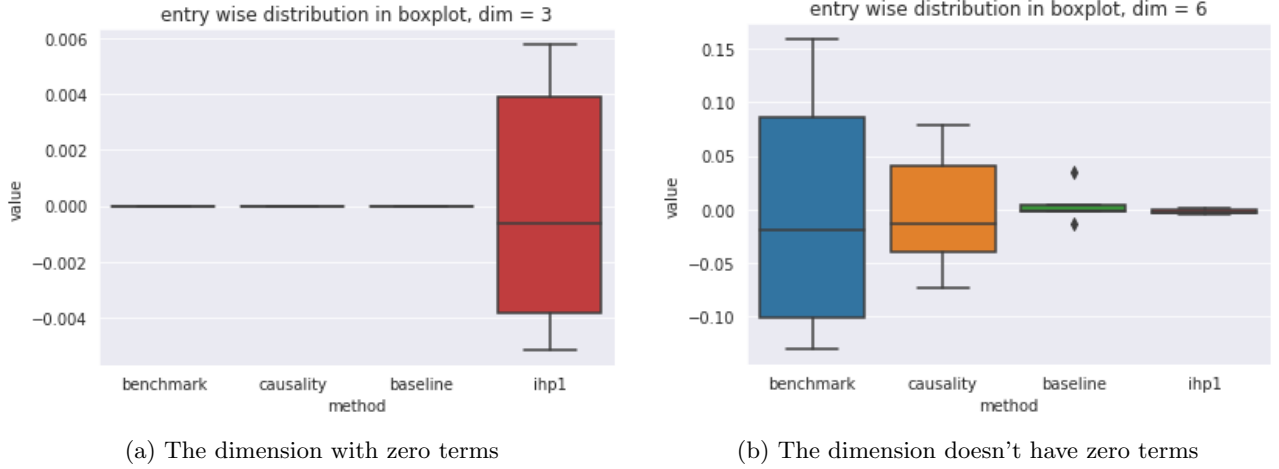 entry wise distribution in boxplot, dim = 3
0.006
0.004
0.002
0.000
−0.002
−0.004
value
benchmark causality baseline ihp1
method
(a) The dimension with zero terms
entry wise distribution in boxplot, dim = 6
0.15
0.10
0.05
0.00
−0.05
−0.10
value
benchmark causality baseline ihp1
method
(b) The dimension doesn't have zero terms